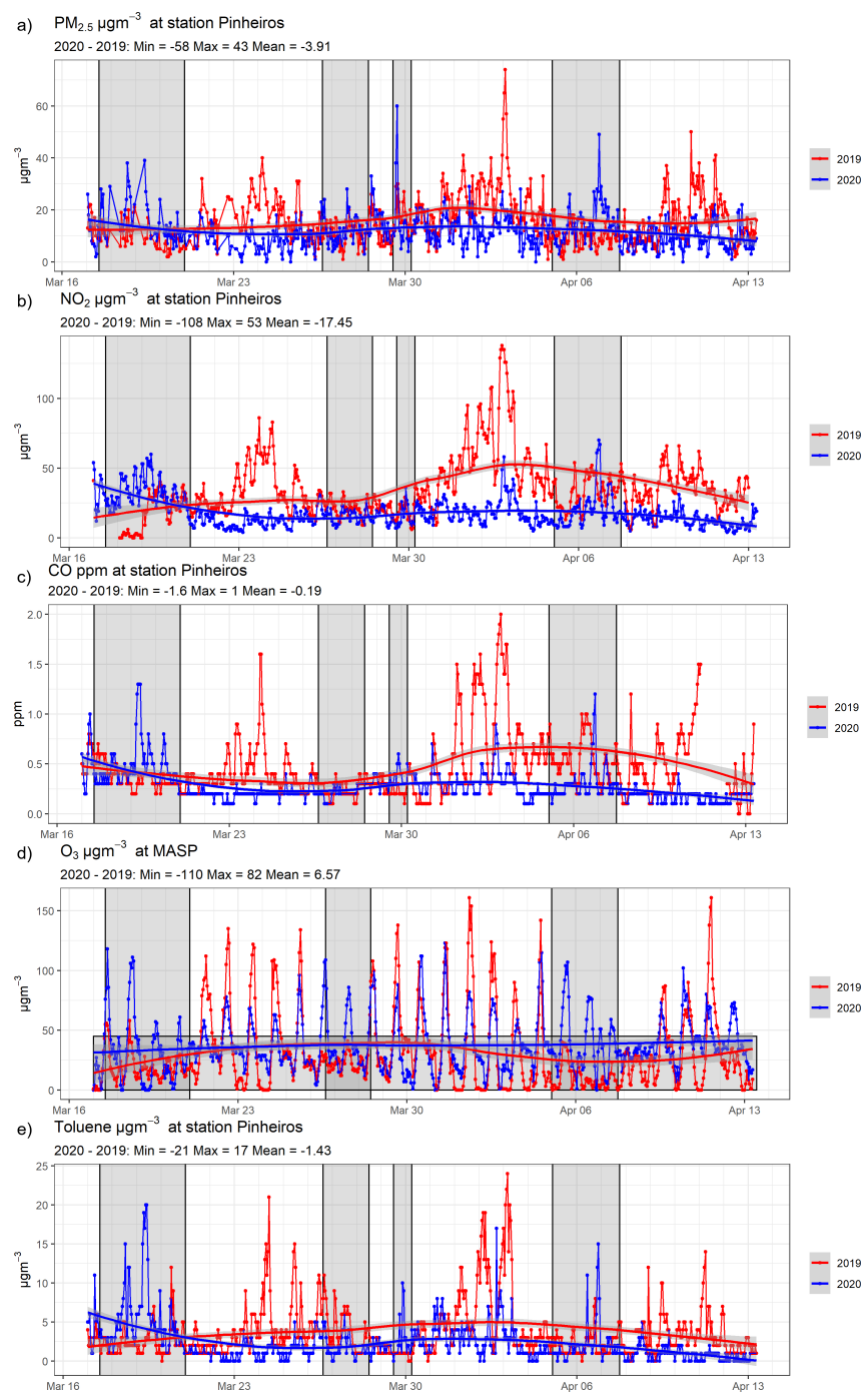 a) PM2.5 µgm−3 at station Pinheiros
2020 - 2019: Min = -58 Max = 43 Mean = -3.91
60
40
20
0
µgm−3
2019
2020
Mar 16 Mar 23 Mar 30 Apr 06 Apr 13
b) NO2 µgm−3 at station Pinheiros
2020 - 2019: Min = -108 Max = 53 Mean = -17.45
100
50
0
µgm−3
2019
2020
Mar 16 Mar 23 Mar 30 Apr 06 Apr 13
c) CO ppm at station Pinheiros
2020 - 2019: Min = -1.6 Max = 1 Mean = -0.19
2.0
1.5
1.0
0.5
0.0
ppm
2019
2020
Mar 16 Mar 23 Mar 30 Apr 06 Apr 13
d) O3 µgm−3 at MASP
2020 - 2019: Min = -110 Max = 82 Mean = 6.57
150
100
50
0
µgm−3
2019
2020
Mar 16 Mar 23 Mar 30 Apr 06 Apr 13
e) Toluene µgm−3 at station Pinheiros
2020 - 2019: Min = -21 Max = 17 Mean = -1.43
25
20
15
10
5
0
µgm−3
2019
2020
Mar 16 Mar 23 Mar 30 Apr 06 Apr 13